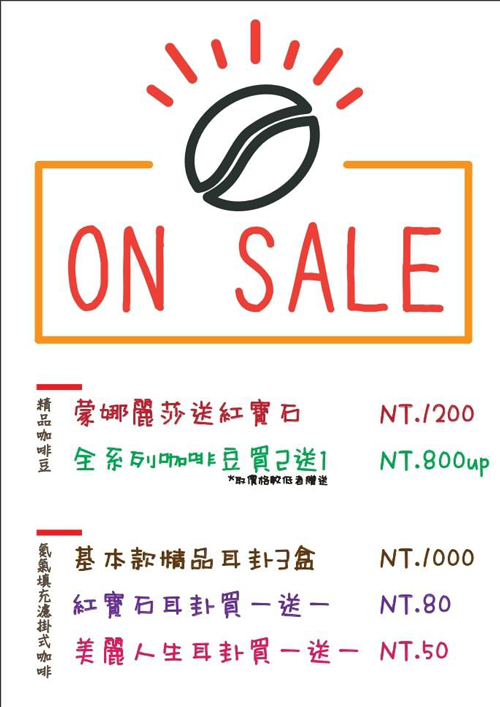 ON SALE
精品咖啡豆
蒙娜麗莎送紅寶石 NT.1200
全系列咖啡豆買2送1 NT.800up
*取價格較低者贈送
氮氣填充濾掛式咖啡
基本款精品耳卦3盒 NT.1000
紅寶石耳卦買一送一 NT.80
美麗人生耳卦買一送一 NT.50